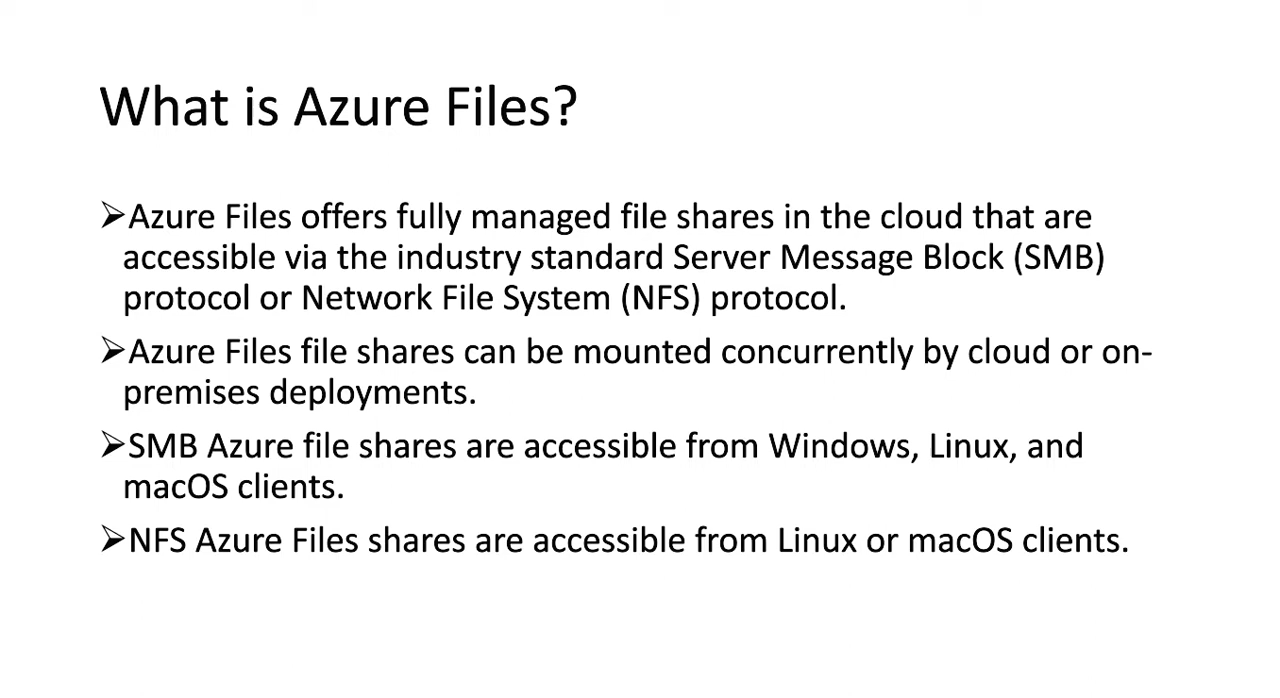 What is Azure Files?
➢Azure Files offers fully managed file shares in the cloud that are
accessible via the industry standard Server Message Block (SMB)
protocol or Network File System (NFS) protocol.
➢Azure Files file shares can be mounted concurrently by cloud or on-
premises deployments.
➢SMB Azure file shares are accessible from Windows, Linux, and
macOS clients.
➢NFS Azure Files shares are accessible from Linux or macOS clients.